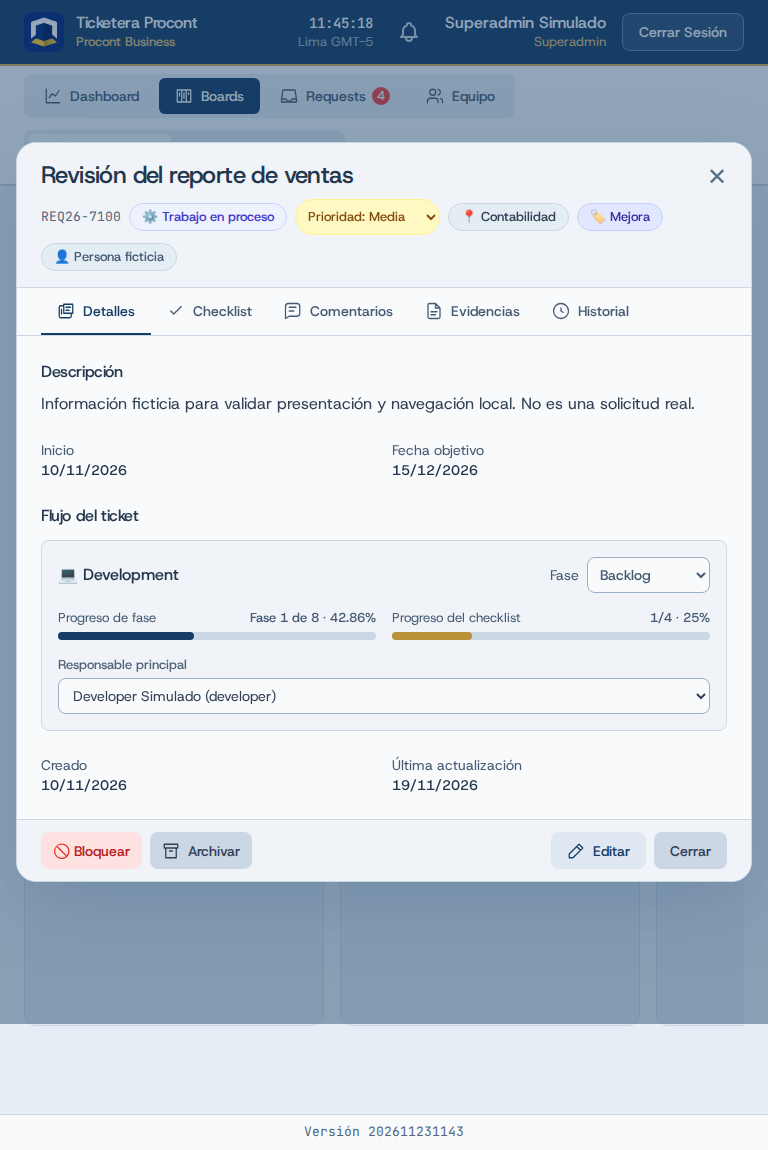 Ticketera Procont
Procont Business
11:45:18
Lima GMT-5
Superadmin Simulado
Superadmin
Cerrar Sesión
Dashboard
Boards
Requests 4
Equipo
Revisión del reporte de ventas
REQ26-7100
Trabajo en proceso
Prioridad: Media
Contabilidad
Mejora
Persona ficticia
Detalles
Checklist
Comentarios
Evidencias
Historial
Descripción
Información ficticia para validar presentación y navegación local. No es una solicitud real.
Inicio
10/11/2026
Fecha objetivo
15/12/2026
Flujo del ticket
Development
Fase
Backlog
Progreso de fase
Fase 1 de 8 · 42.86%
Progreso del checklist
1/4 · 25%
Responsable principal
Developer Simulado (developer)
Creado
10/11/2026
Última actualización
19/11/2026
Bloquear
Archivar
Editar
Cerrar
Versión 202611231143